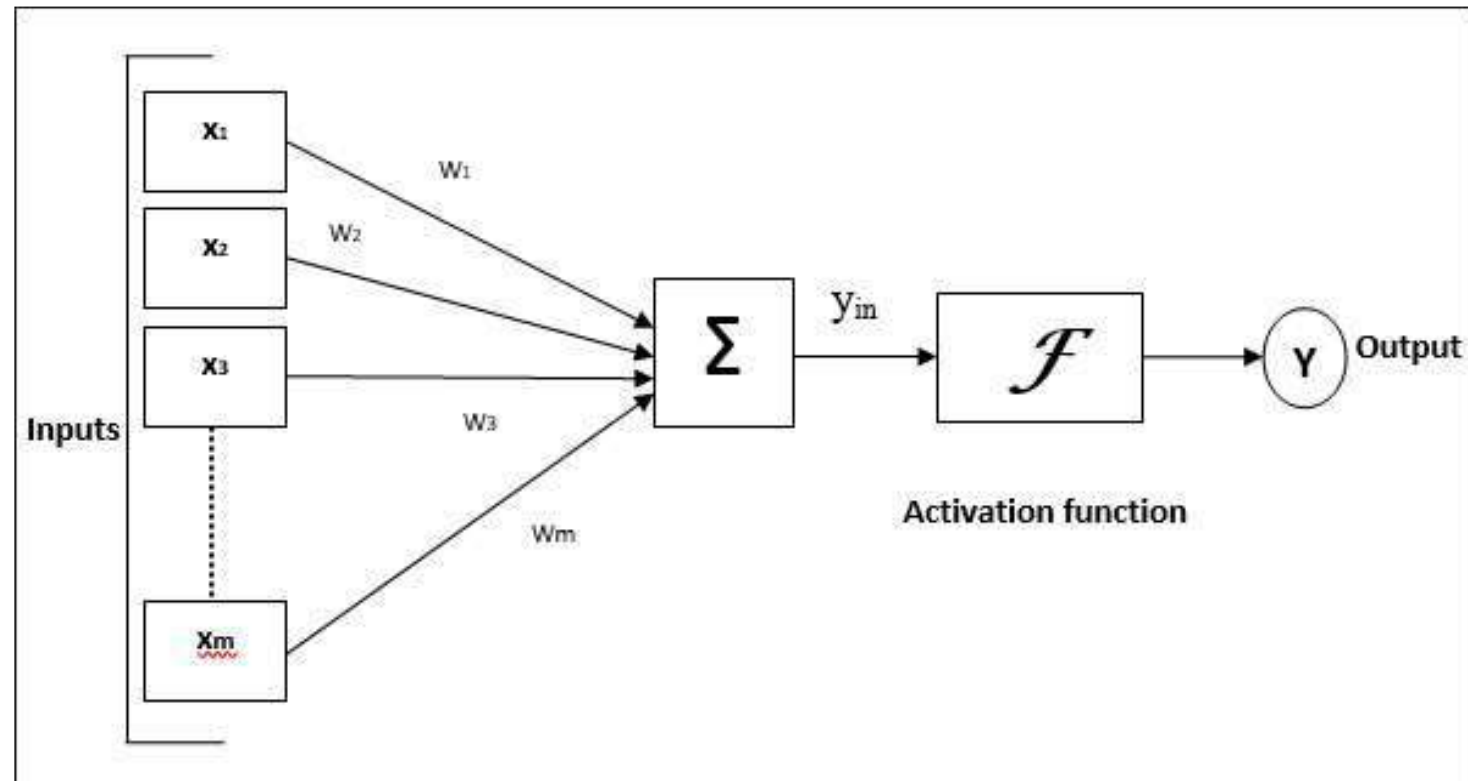 x1
W1
x2
W2
x3
Σ
yin
ℱ
Y
Output
Inputs
W3
Wm
Activation function
xm